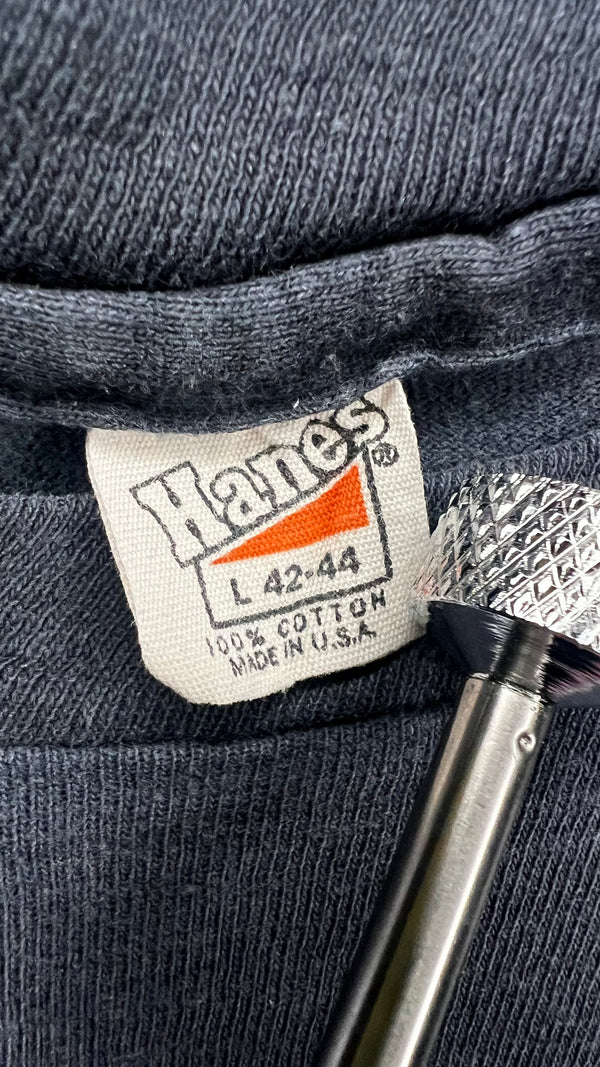 Hanes®
L 42-44
100% COTTON
MADE IN U.S.A.